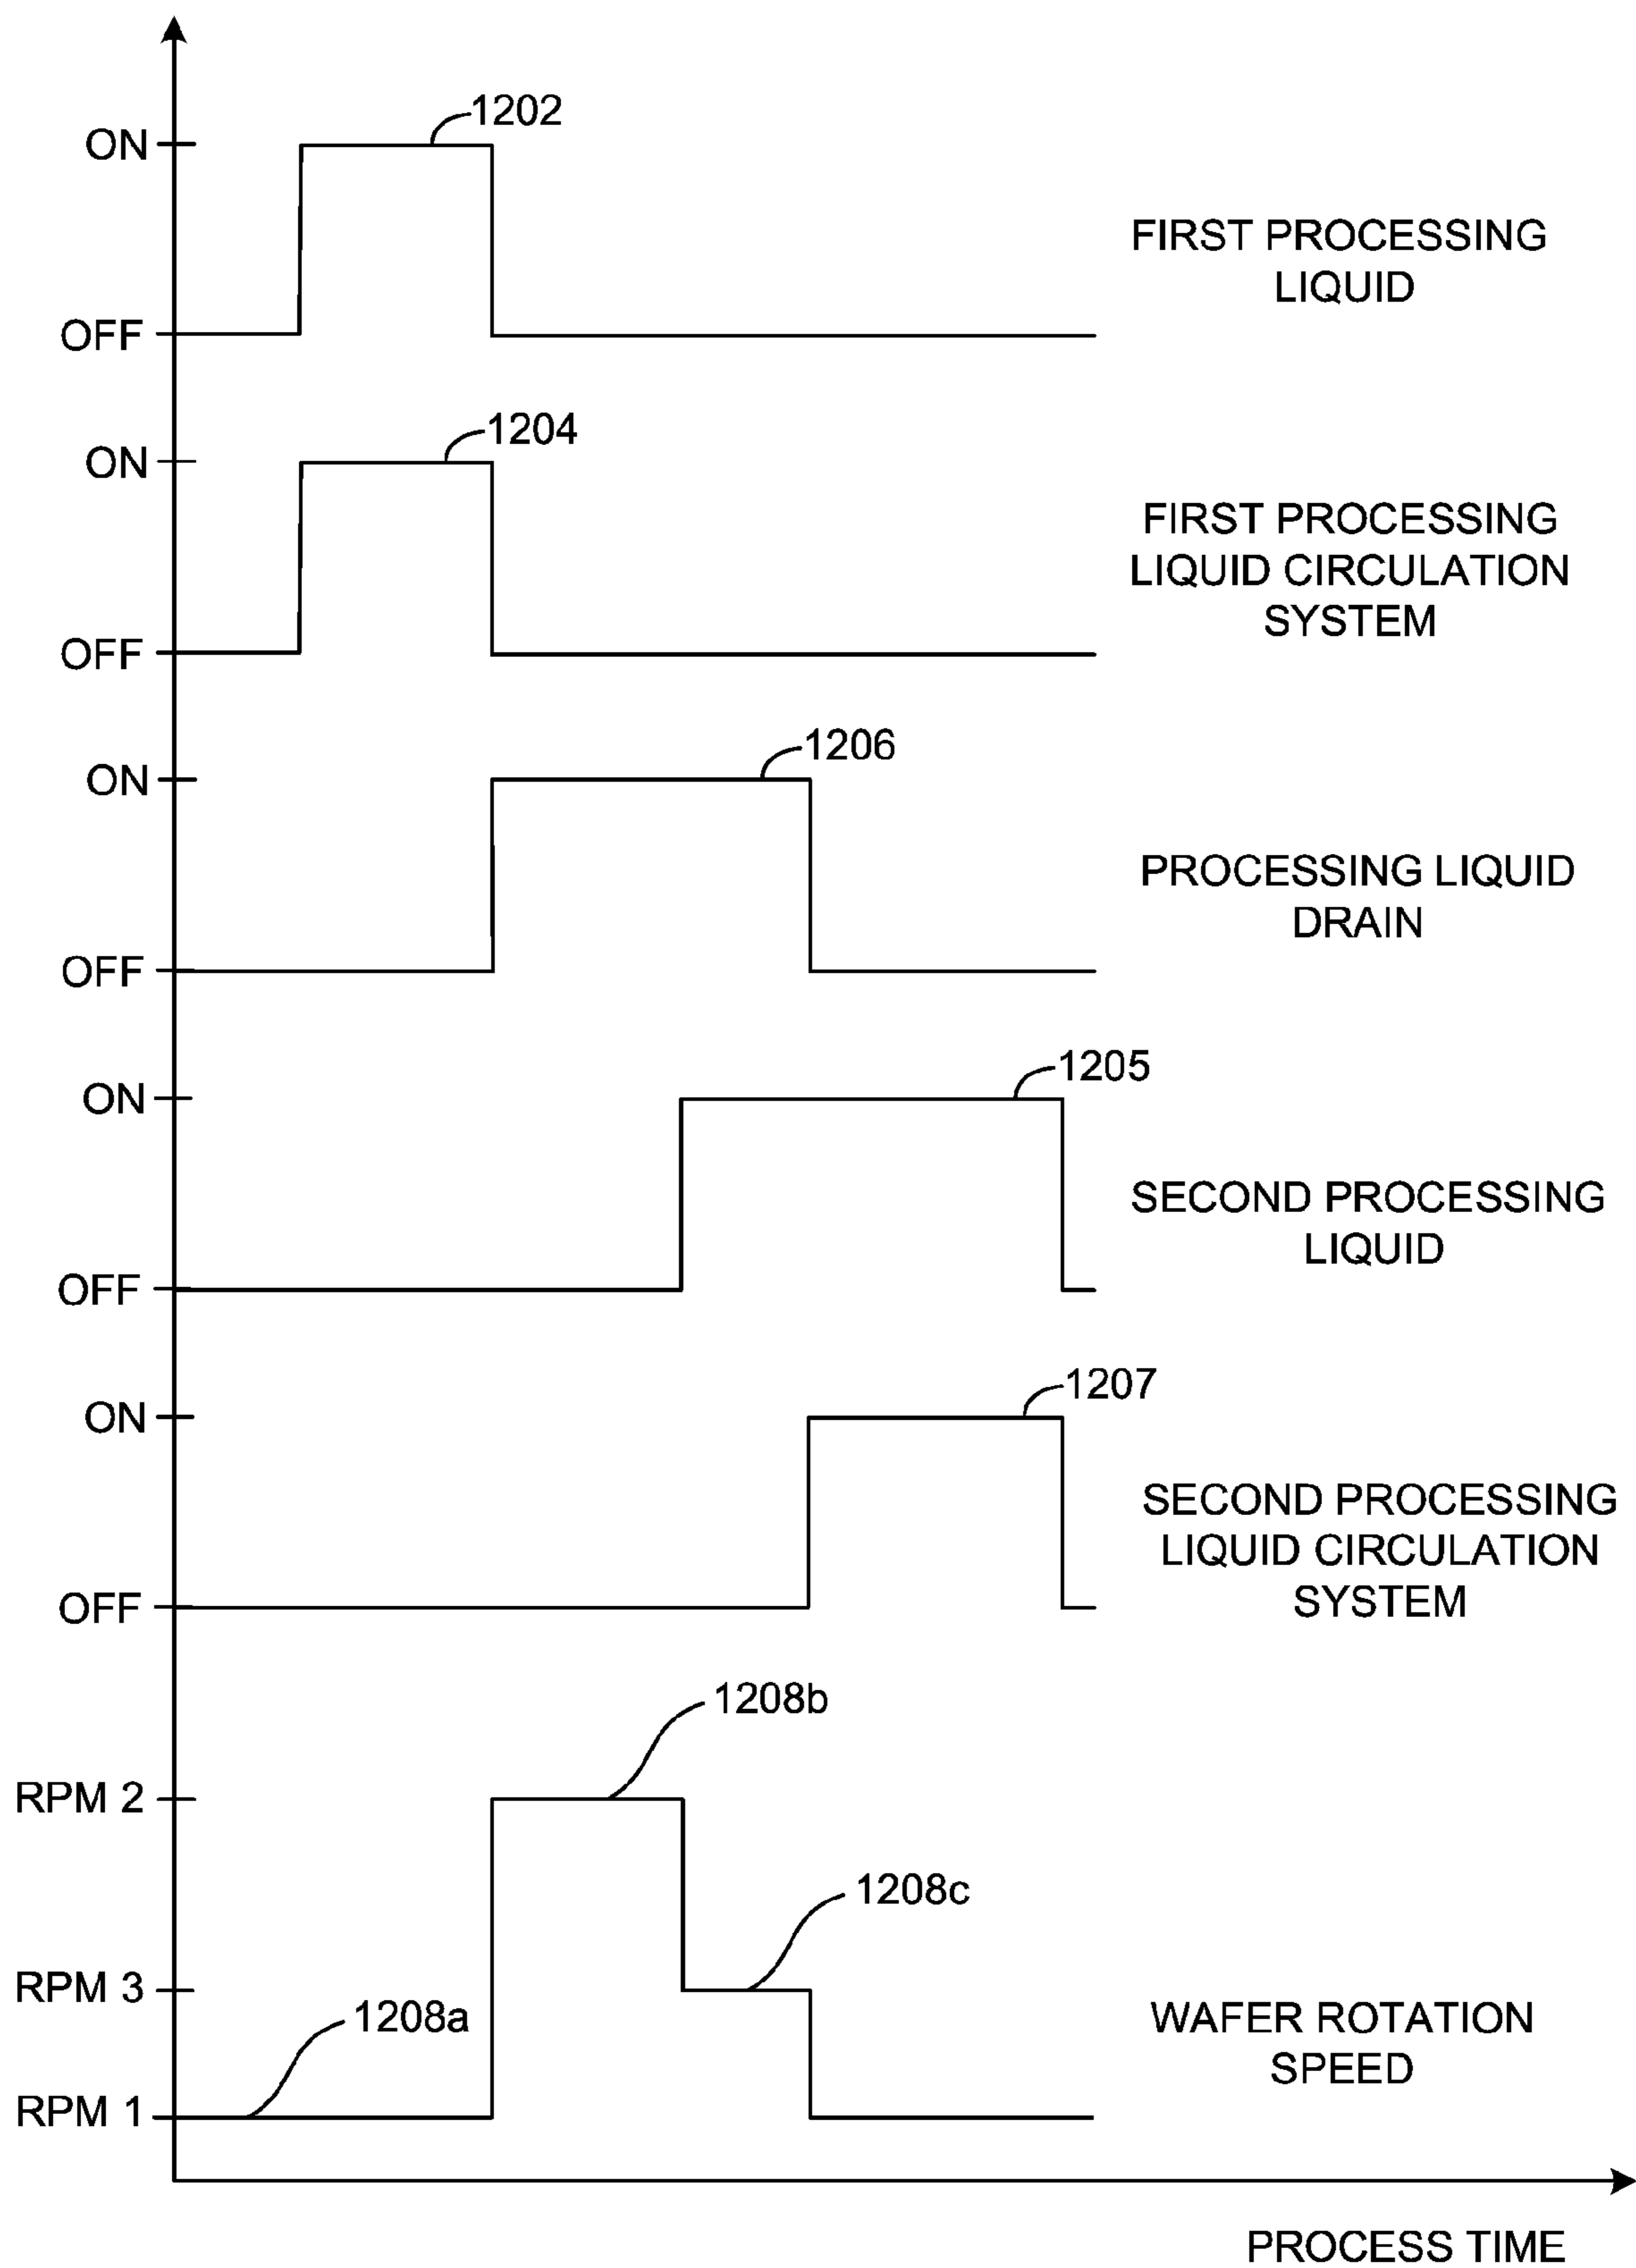 1202
ON
FIRST PROCESSING
LIQUID
OFF
1204
ON
FIRST PROCESSING
LIQUID CIRCULATION
SYSTEM
OFF
1206
ON
PROCESSING LIQUID
DRAIN
OFF
1205
ON
SECOND PROCESSING
LIQUID
OFF
1207
ON
SECOND PROCESSING
LIQUID CIRCULATION
SYSTEM
OFF
1208b
RPM 2
1208c
RPM 3
1208a
WAFER ROTATION
SPEED
RPM 1
PROCESS TIME